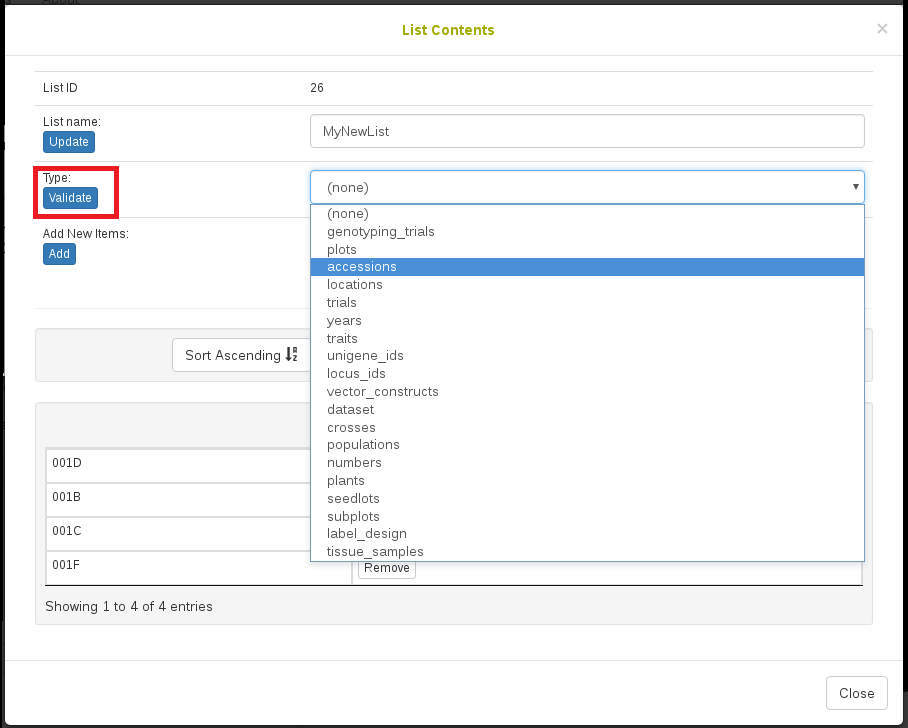 List Contents
×
List ID
26
List name:
Update
MyNewList
Type:
Validate
(none)
(none)
genotyping_trials
plots
accessions
locations
trials
years
traits
unigene_ids
locus_ids
vector_constructs
dataset
crosses
populations
numbers
plants
seedlots
subplots
label_design
tissue_samples
Add New Items:
Add
Sort Ascending
001D
001B
001C
001F
Remove
Showing 1 to 4 of 4 entries
Close